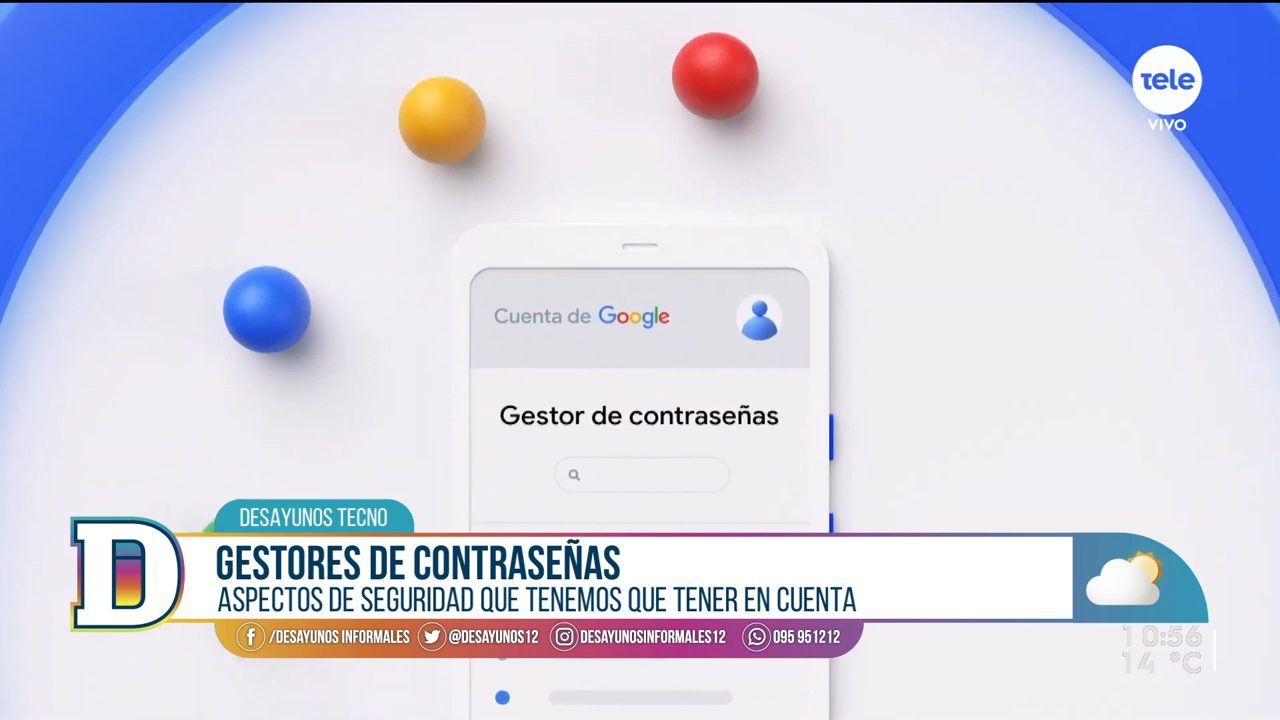 tele
VIVO
Cuenta de Google
Gestor de contraseñas
DESAYUNOS TECNO
D
GESTORES DE CONTRASEÑAS
ASPECTOS DE SEGURIDAD QUE TENEMOS QUE TENER EN CUENTA
/DESAYUNOS INFORMALES @DESAYUNOS12 DESAYUNOSINFORMALES12 095 951212
10:56
14 °C